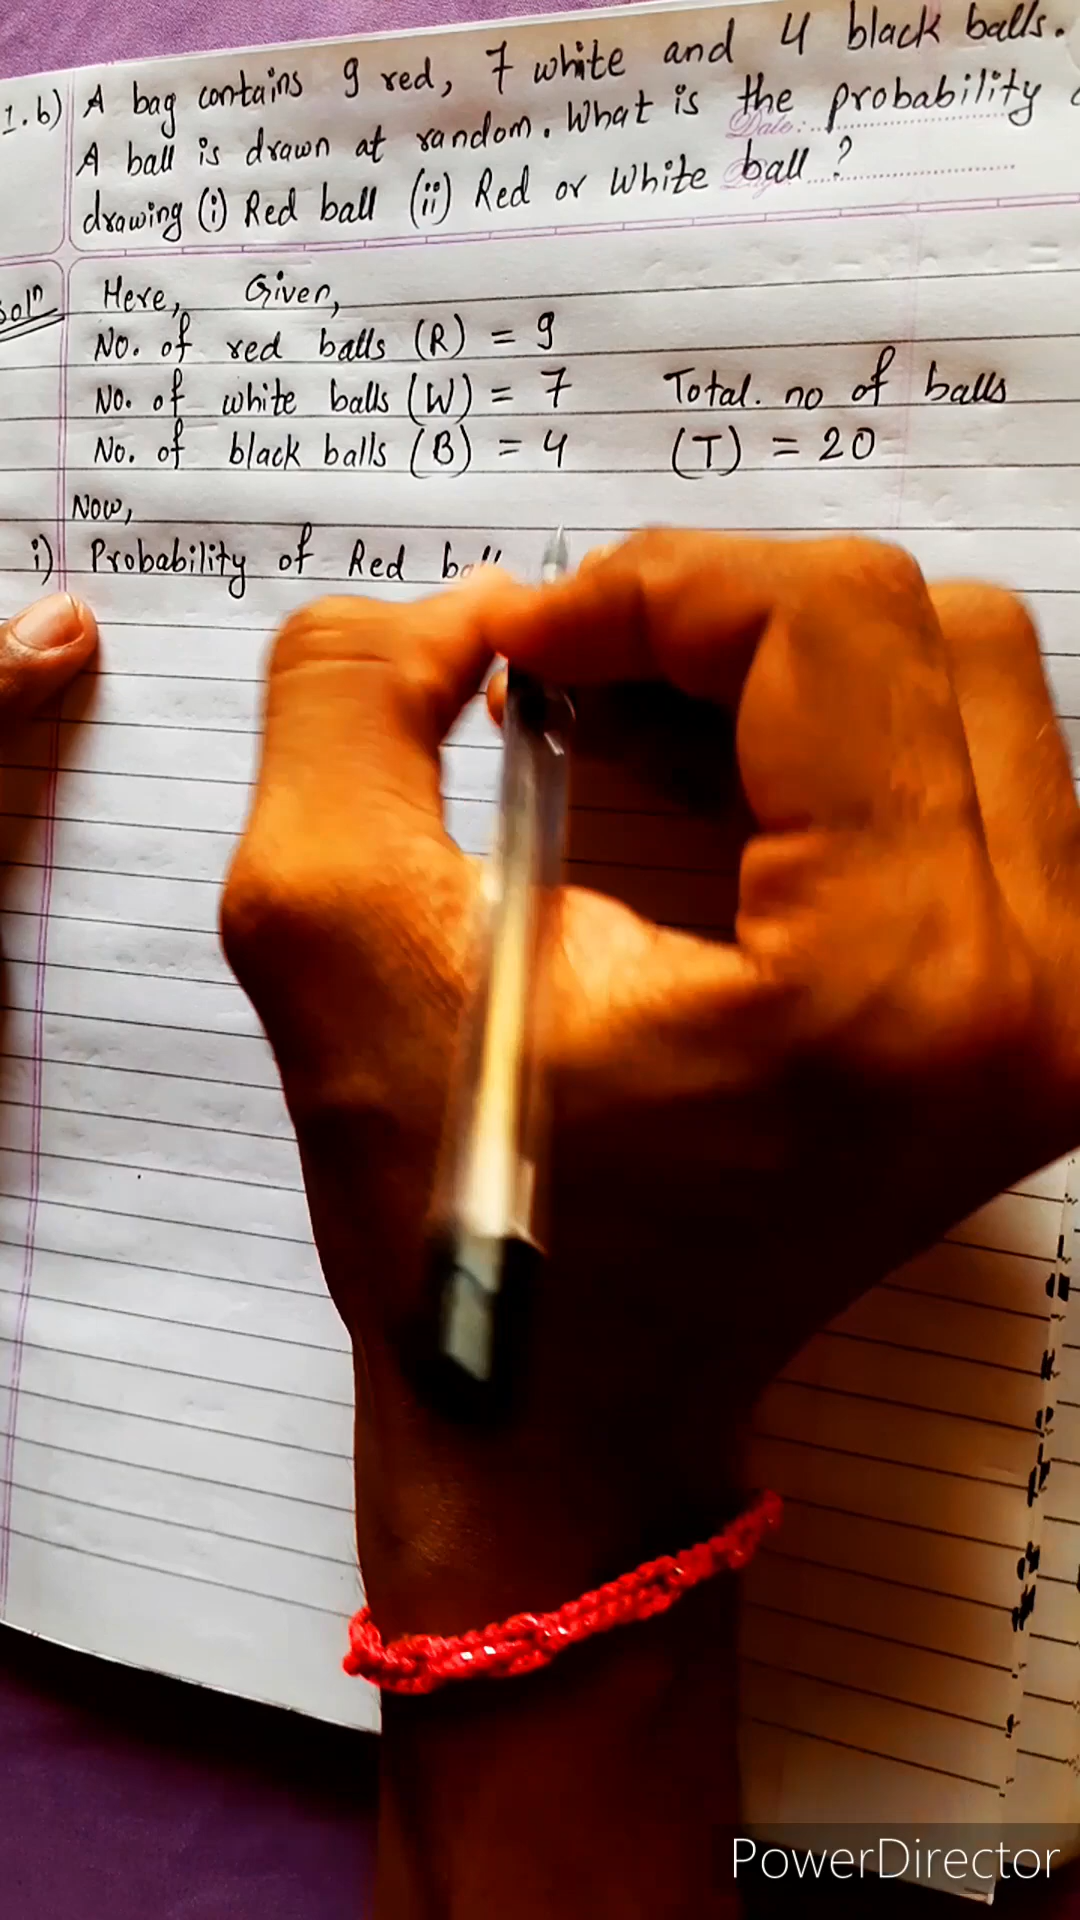 1.b) A bag contains 9 red, 7 white and 4 black balls.
A ball is drawn at random. What is the probability
Date:
drawing (i) Red ball (ii) Red or White ball ?
Solⁿ Here, Given,
No. of red balls (R) = 9
No. of white balls (W) = 7 Total. no of balls
No. of black balls (B) = 4 (T) = 20
Now,
i) Probability of Red ball
PowerDirector